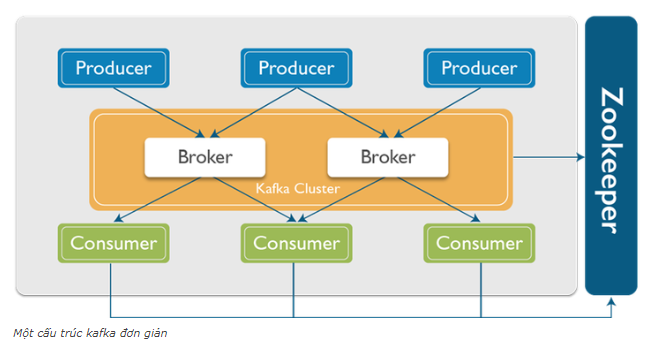 Producer
Producer
Producer
Broker
Broker
Kafka Cluster
Consumer
Consumer
Consumer
Zookeeper
Một cấu trúc kafka đơn giản